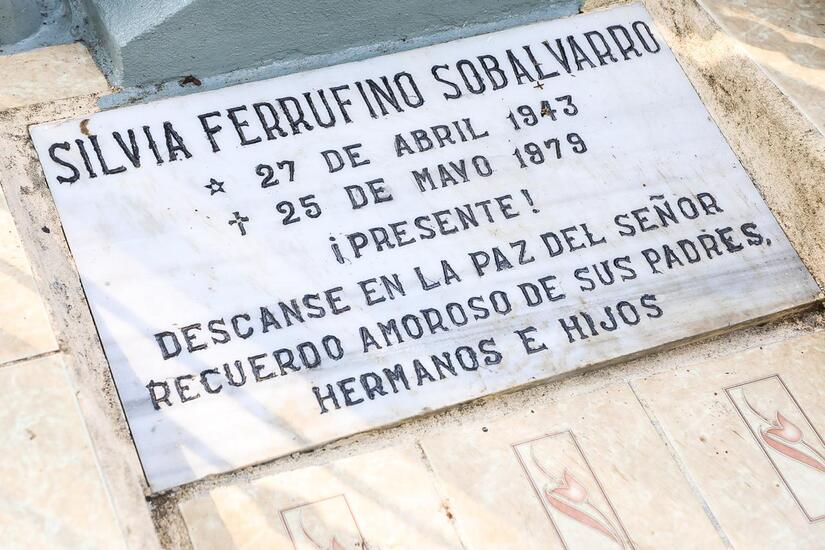 SILVIA FERRUFINO SOBALVARRO
☆ 27 DE ABRIL 1943
✝ 25 DE MAYO 1979
¡PRESENTE!
DESCANSE EN LA PAZ DEL SEÑOR
RECUERDO AMOROSO DE SUS PADRES,
HERMANOS E HIJOS